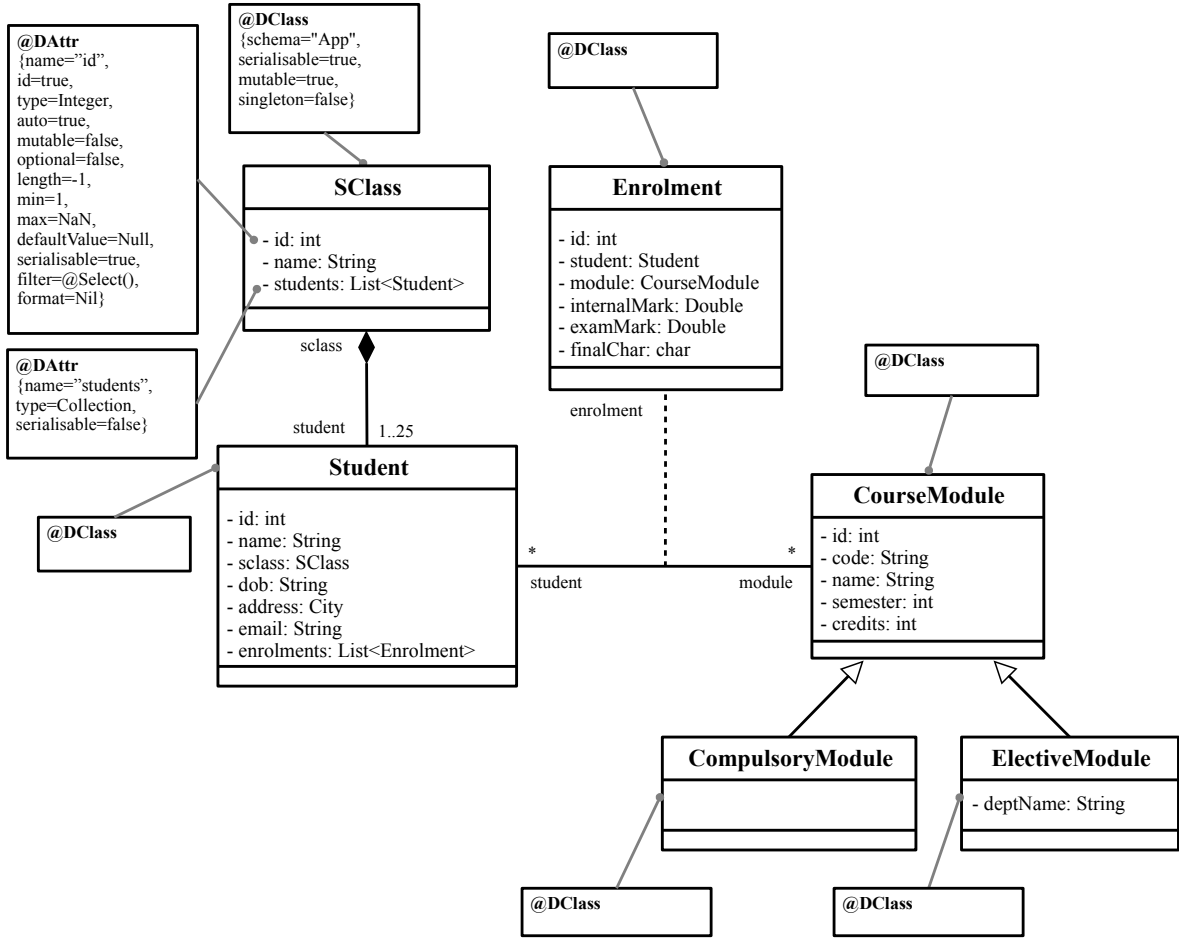 @DAttr
{name=”id”,
id=true,
type=Integer,
auto=true,
mutable=false,
optional=false,
length=-1,
min=1,
max=NaN,
defaultValue=Null,
serialisable=true,
filter=@Select(),
format=Nil}
@DClass
{schema="App",
serialisable=true,
mutable=true,
singleton=false}
@DClass
SClass
- id: int
- name: String
- students: List<Student>
Enrolment
- id: int
- student: Student
- module: CourseModule
- internalMark: Double
- examMark: Double
- finalChar: char
@DAttr
{name=”students”,
type=Collection,
serialisable=false}
sclass
student
1..25
enrolment
@DClass
@DClass
Student
- id: int
- name: String
- sclass: SClass
- dob: String
- address: City
- email: String
- enrolments: List<Enrolment>
*
student
*
module
CourseModule
- id: int
- code: String
- name: String
- semester: int
- credits: int
CompulsoryModule
ElectiveModule
- deptName: String
@DClass
@DClass